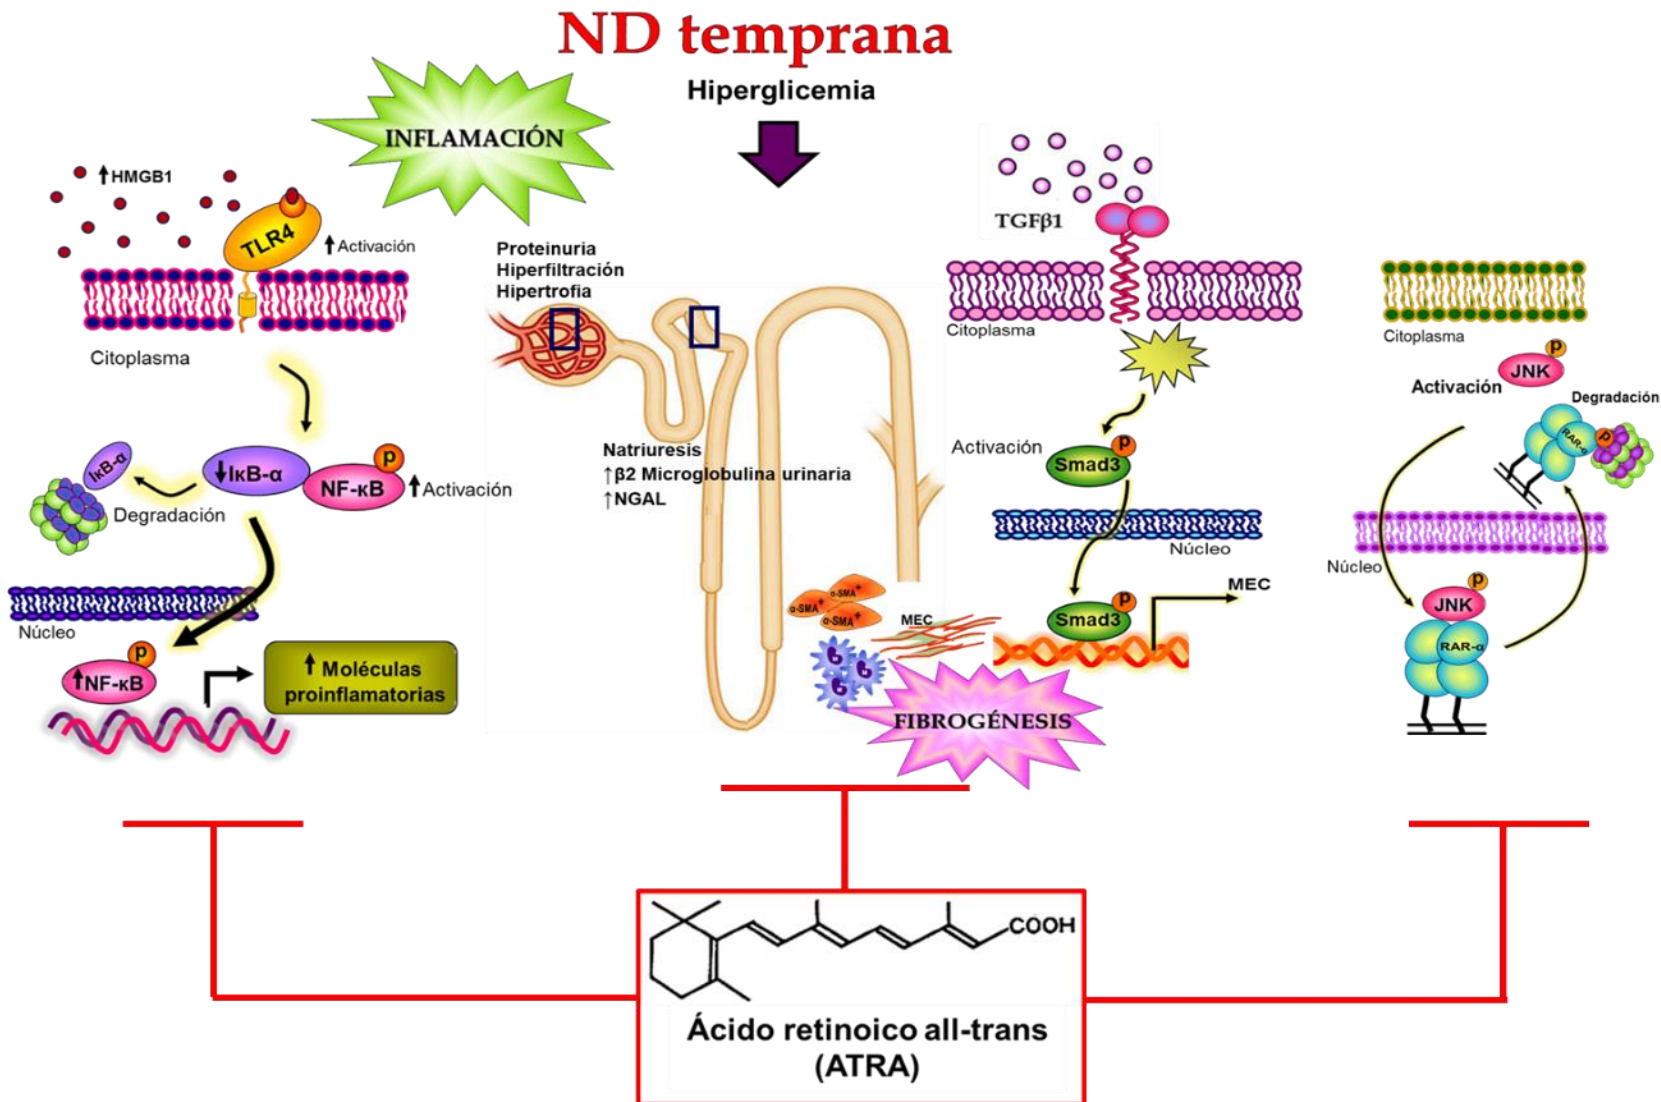 ND temprana
Hiperglicemia
INFLAMACIÓN
↑HMGB1
TLR4
↑Activación
Citoplasma
IκB-α
↓IκB-α
p
NF-κB
↑Activación
Degradación
Núcleo
p
↑NF-κB
↑ Moléculas
proinflamatorias
Proteinuria
Hiperfiltración
Hipertrofia
Natriuresis
↑β2 Microglobulina urinaria
↑NGAL
α-SMA+
α-SMA+
α-SMA+
MEC
FIBROGÉNESIS
TGFβ1
Citoplasma
Activación
p
Smad3
Núcleo
p
Smad3
MEC
Citoplasma
p
JNK
Activación
Degradación
RAR-α
p
Núcleo
p
JNK
RAR-α
COOH
Ácido retinoico all-trans
(ATRA)